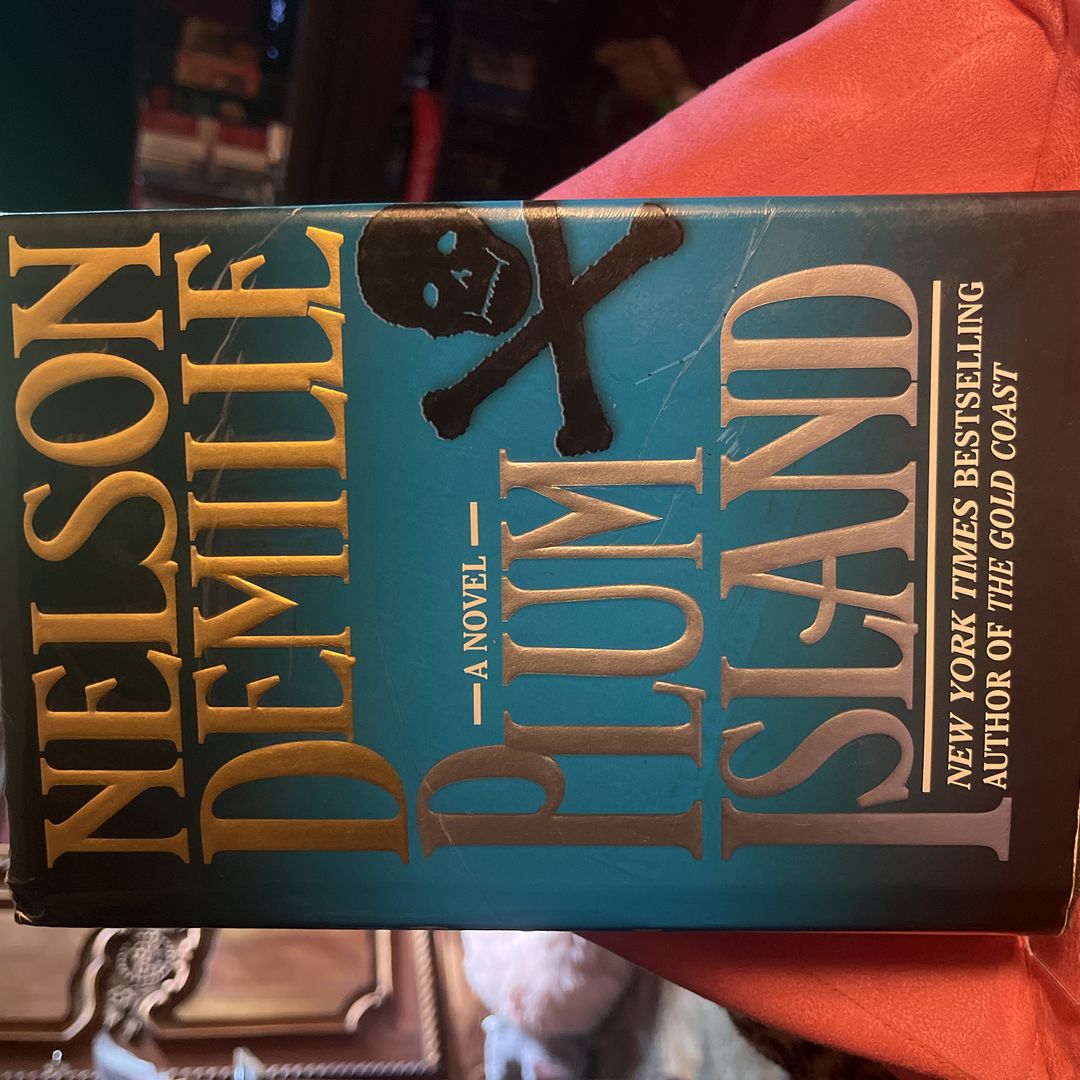 NELSON
DEMILLE
A NOVEL
PLUM
ISLAND
NEW YORK TIMES BESTSELLING
AUTHOR OF THE GOLD COAST